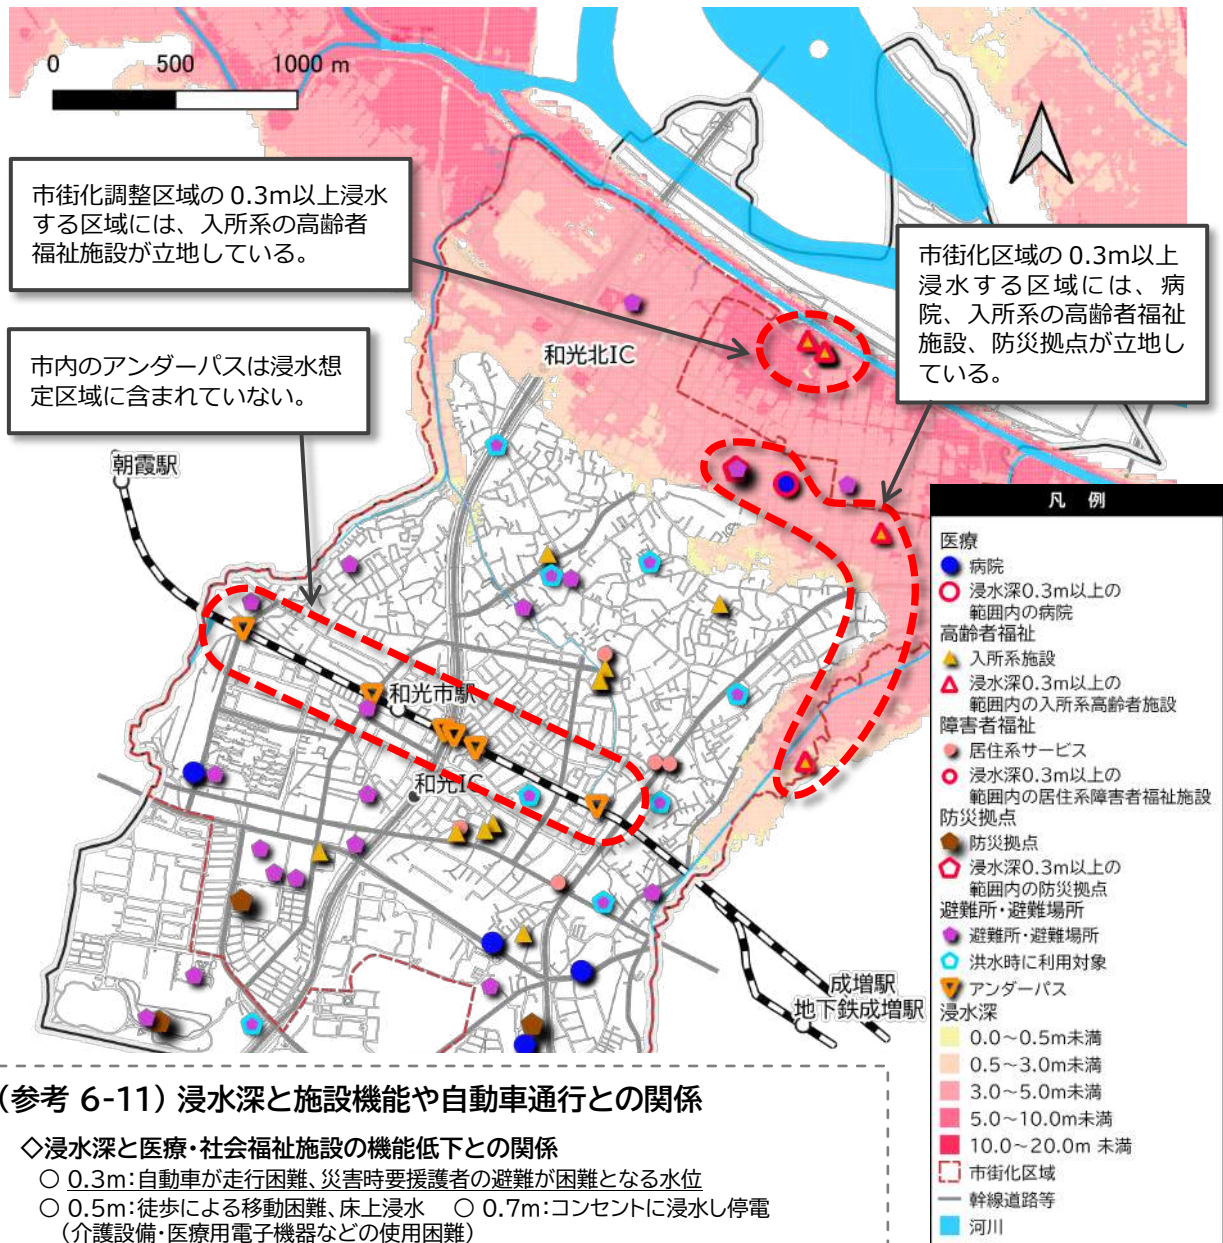 0 500 1000 m
市街化調整区域の 0.3m以上浸水
する区域には、入所系の高齢者
福祉施設が立地している。
市街化区域の 0.3m以上
浸水する区域には、病
院、入所系の高齢者福祉
施設、防災拠点が立地し
ている。
市内のアンダーパスは浸水想
定区域に含まれていない。
和光北IC
朝霞駅
和光市駅
和光IC
成増駅
地下鉄成増駅
凡 例
医療
病院
浸水深0.3m以上の
範囲内の病院
高齢者福祉
入所系施設
浸水深0.3m以上の
範囲内の入所系高齢者施設
障害者福祉
居住系サービス
浸水深0.3m以上の
範囲内の居住系障害者福祉施設
防災拠点
防災拠点
浸水深0.3m以上の
範囲内の防災拠点
避難所・避難場所
避難所・避難場所
洪水時に利用対象
アンダーパス
浸水深
0.0～0.5m未満
0.5～3.0m未満
3.0～5.0m未満
5.0～10.0m未満
10.0～20.0m 未満
市街化区域
幹線道路等
河川
(参考 6-11) 浸水深と施設機能や自動車通行との関係
◇浸水深と医療・社会福祉施設の機能低下との関係
○ 0.3m：自動車が走行困難、災害時要援護者の避難が困難となる水位
○ 0.5m：徒歩による移動困難、床上浸水 ○ 0.7m：コンセントに浸水し停電
(介護設備・医療用電子機器などの使用困難)